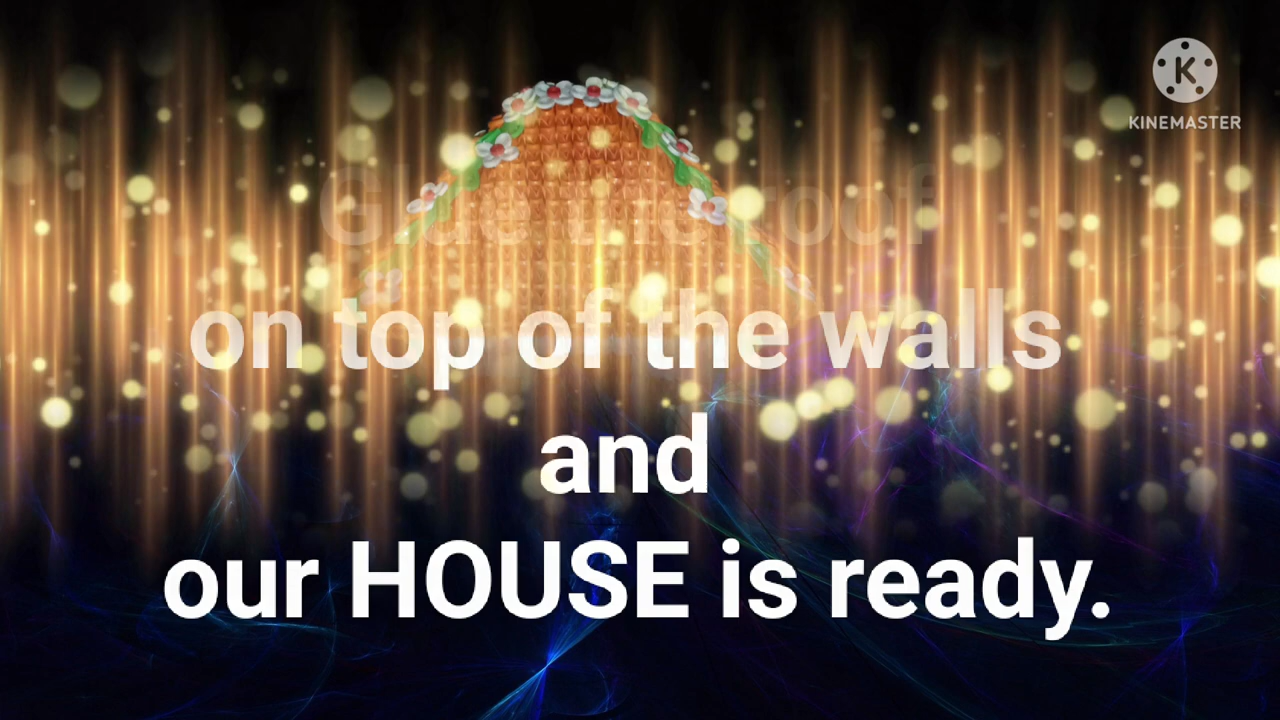 KINEMASTER
Glue the roof
on top of the walls
and
our HOUSE is ready.